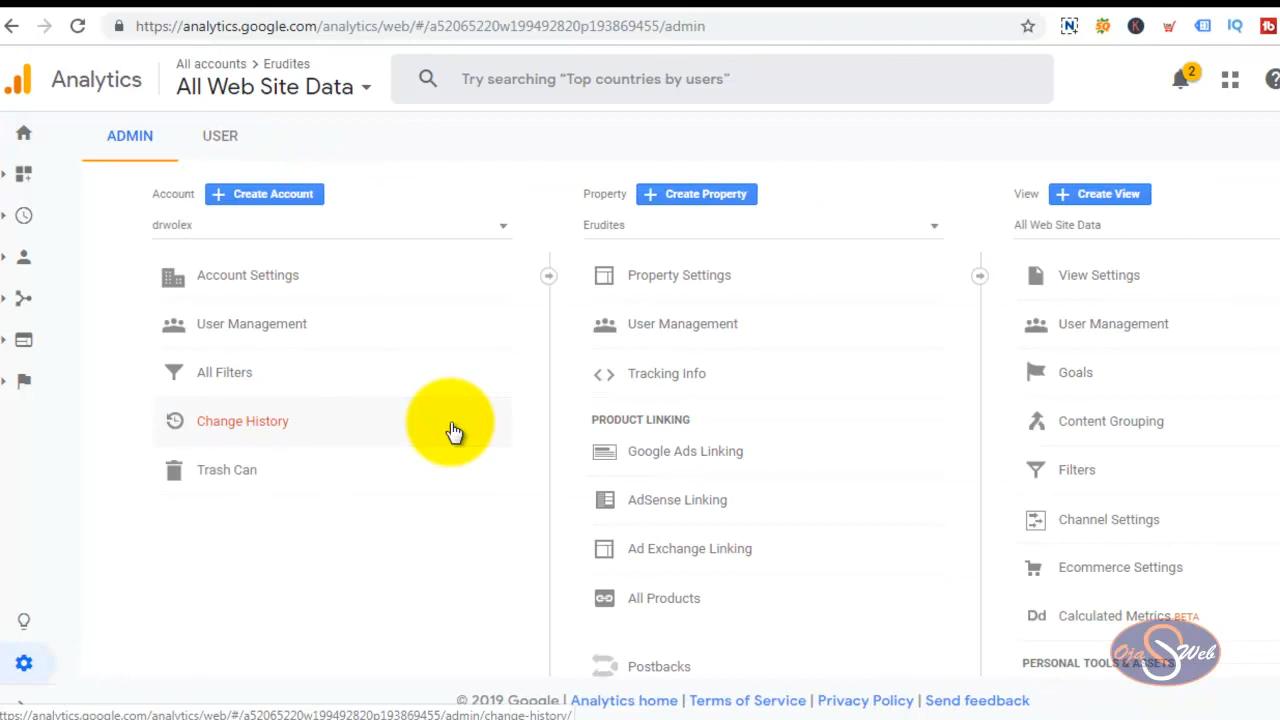 https://analytics.google.com/analytics/web/#/a52065220w199492820p193869455/admin
All accounts > Erudites
Analytics
All Web Site Data
Try searching “Top countries by users”
2
ADMIN
USER
Account
Create Account
Property
Create Property
View
Create View
drwolex
Erudites
All Web Site Data
Account Settings
Property Settings
View Settings
User Management
User Management
User Management
All Filters
Tracking Info
Goals
Change History
PRODUCT LINKING
Content Grouping
Google Ads Linking
Trash Can
Filters
AdSense Linking
Channel Settings
Ad Exchange Linking
Ecommerce Settings
All Products
Dd Calculated Metrics BETA
Oja Web
Postbacks
PERSONAL TOOLS & ASSETS
© 2019 Google | Analytics home | Terms of Service | Privacy Policy | Send feedback
ttps://analytics.google.com/analytics/web/#/a52065220w199492820p193869455/admin/change-history/